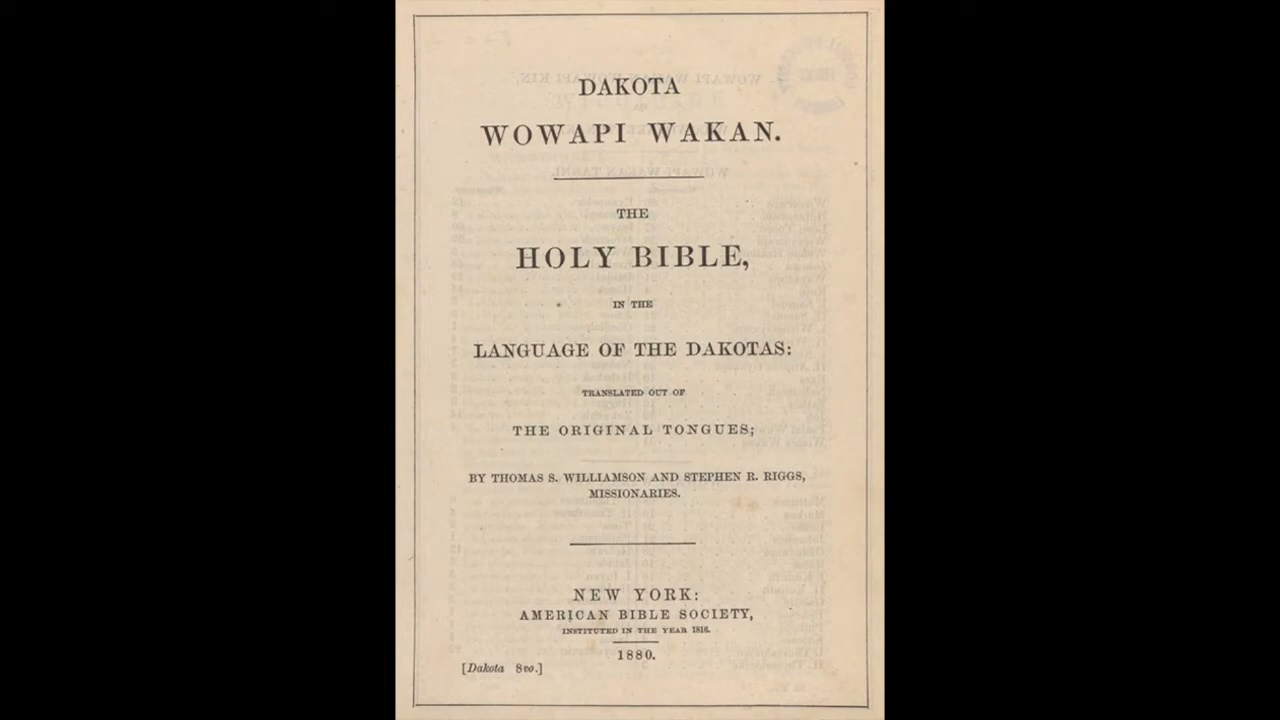 DAKOTA
WOWAPI WAKAN.
THE
HOLY BIBLE,
IN THE
LANGUAGE OF THE DAKOTAS:
TRANSLATED OUT OF
THE ORIGINAL TONGUES;
BY THOMAS S. WILLIAMSON AND STEPHEN R. RIGGS,
MISSIONARIES.
NEW YORK:
AMERICAN BIBLE SOCIETY,
INSTITUTED IN THE YEAR 1816.
1880.
[Dakota 8vo.]